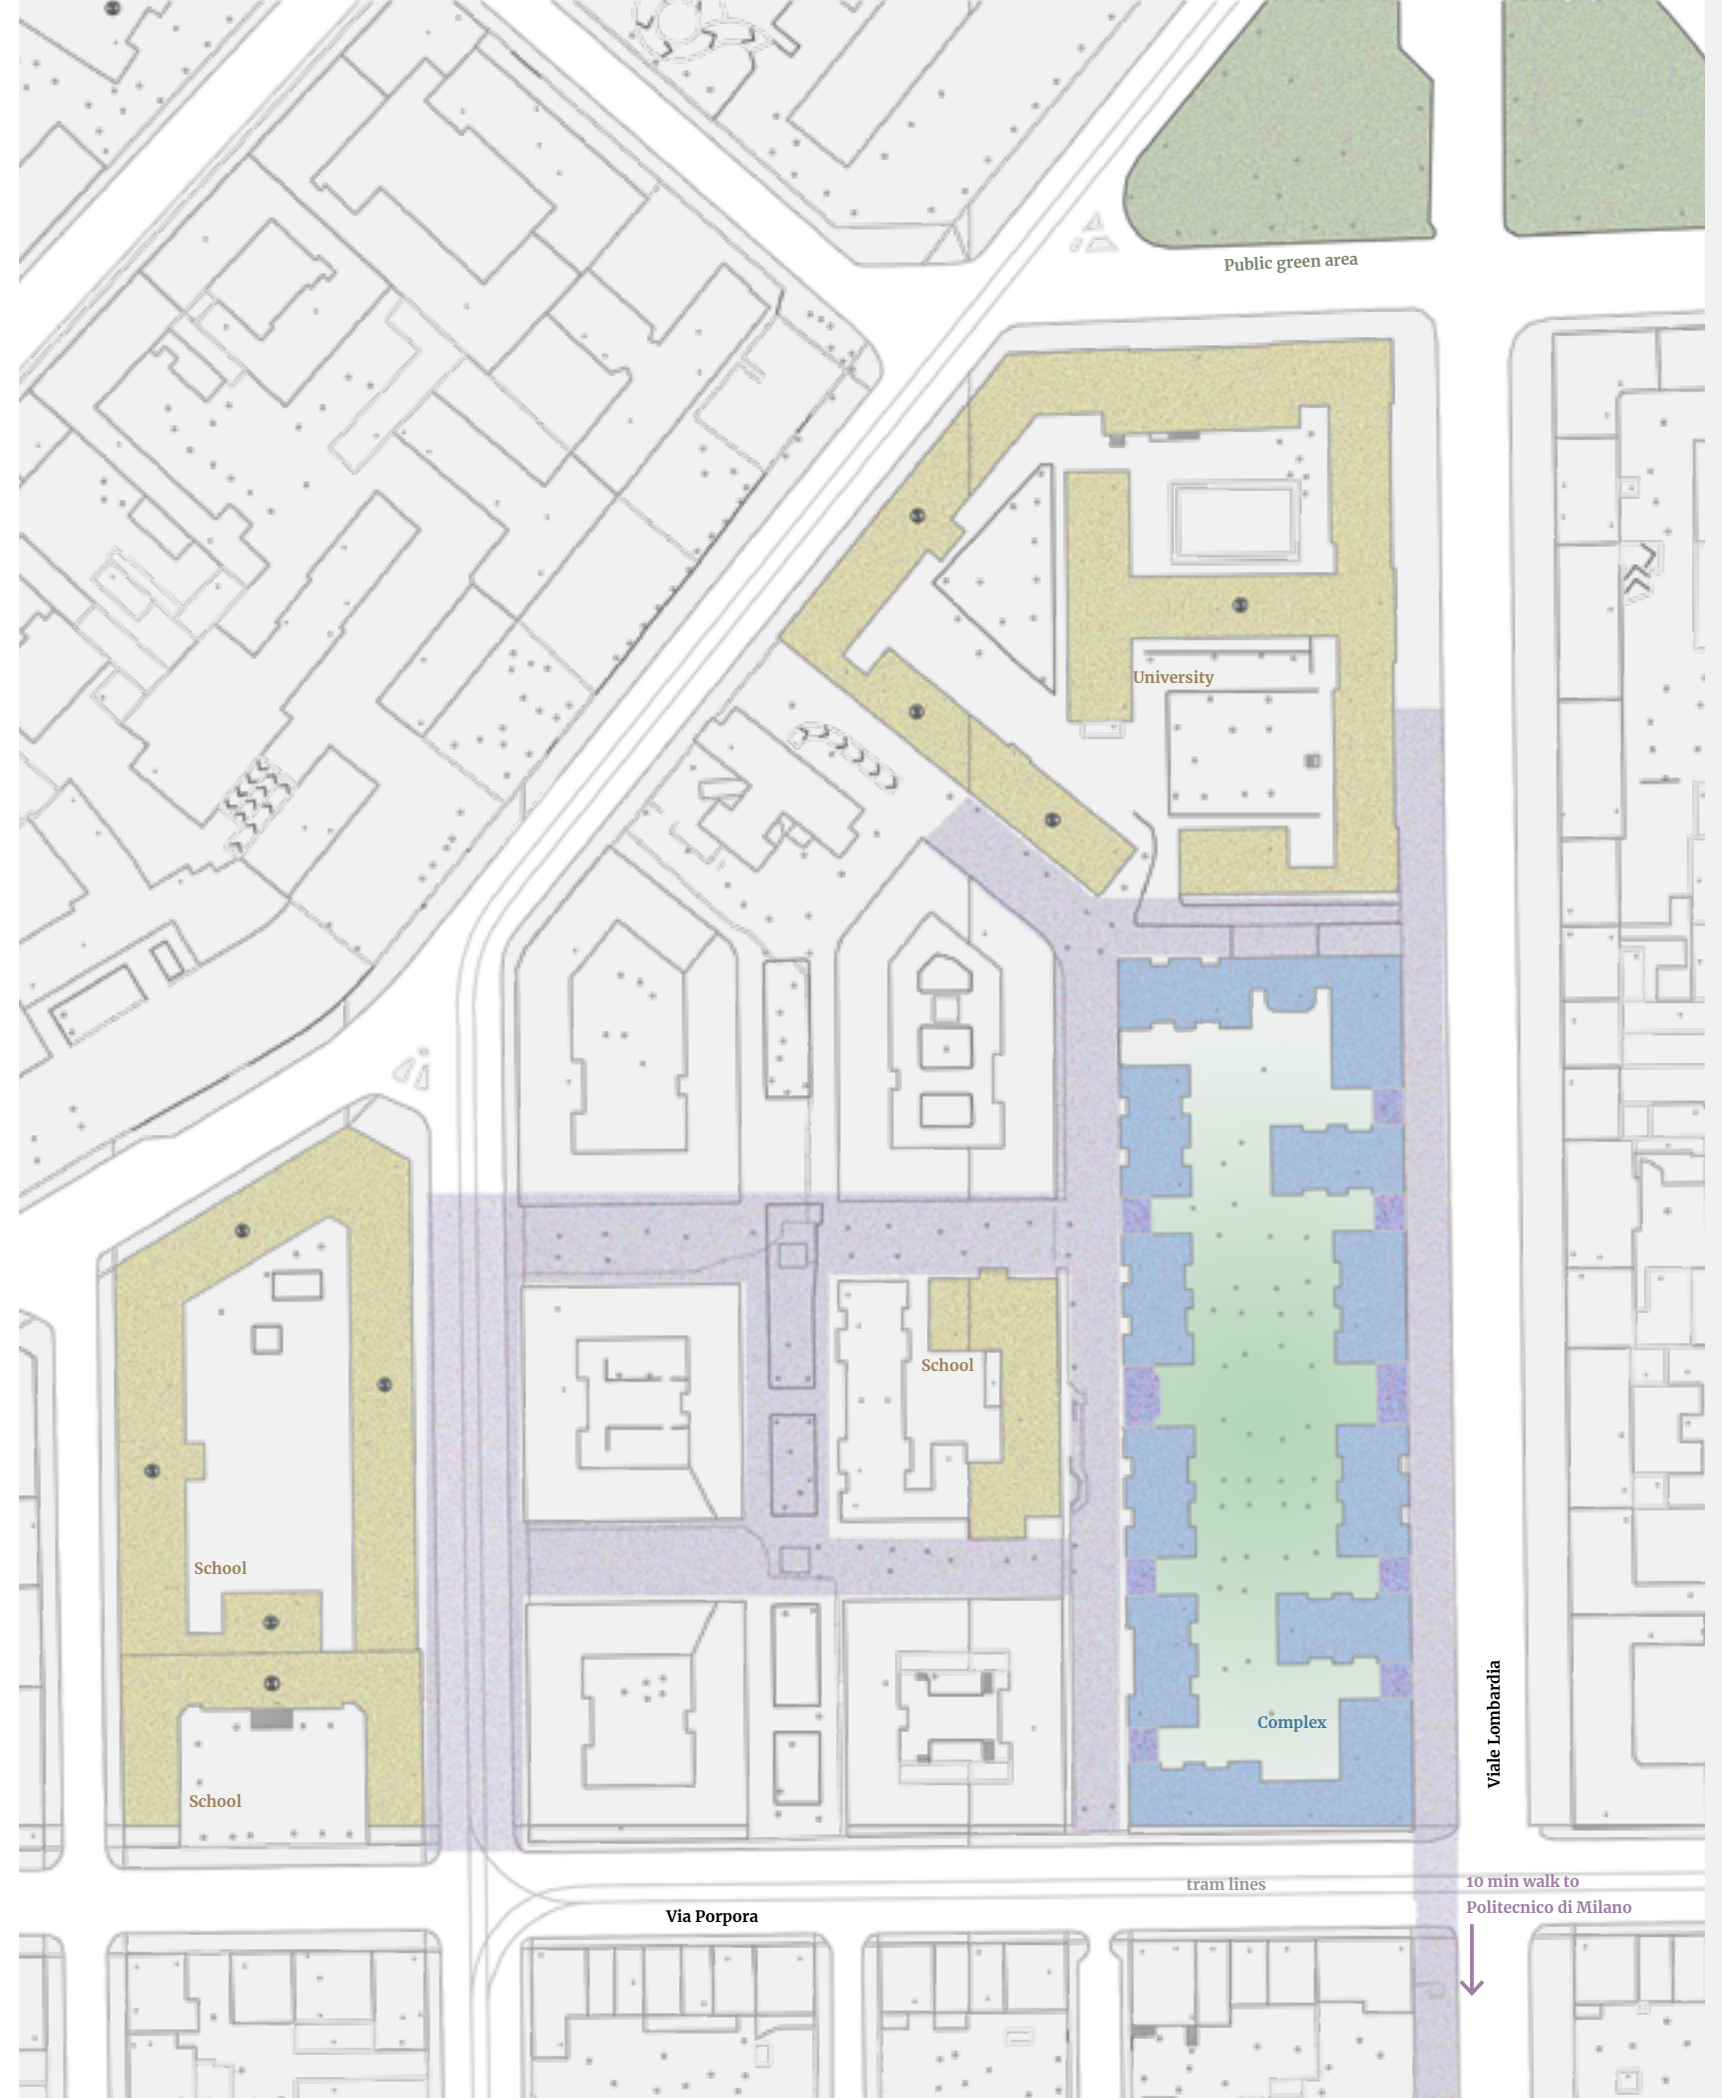 Public green area
University
School
School
School
Complex
Viale Lombardia
tram lines
10 min walk to
Politecnico di Milano
Via Porpora